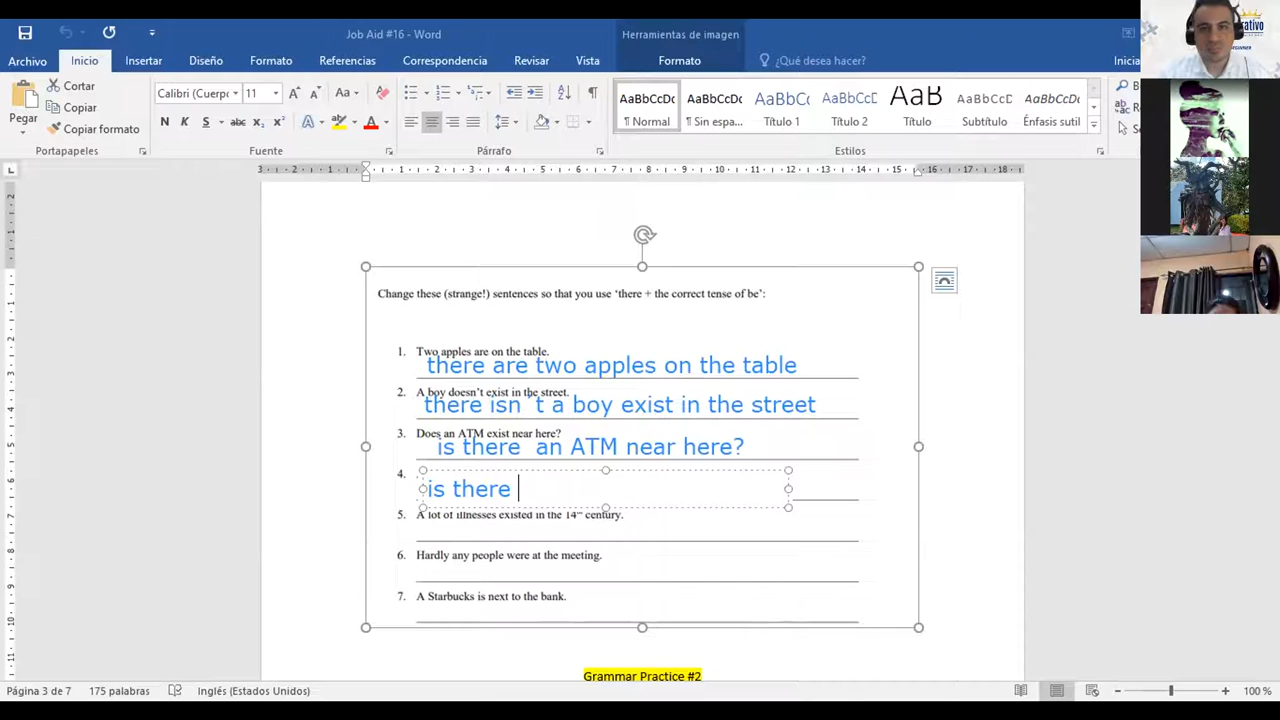 Job Aid #16 - Word
Herramientas de imagen
Archivo
Inicio
Insertar
Diseño
Formato
Referencias
Correspondencia
Revisar
Vista
Formato
¿Qué desea hacer?
Inicia
Pegar
Cortar
Copiar
Copiar formato
Calibri (Cuerpo
11
Aa
N K S abc x₂ x²
AaBbCcDc
¶ Normal
AaBbCcDc
¶ Sin espa...
AaBbCc
Título 1
AaBbCcD
Título 2
AaB
Título
AaBbCcD
Subtítulo
AaBbCcDc
Énfasis sutil
Portapapeles
Fuente
Párrafo
Estilos
Change these (strange!) sentences so that you use ‘there + the correct tense of be’:
1. Two apples are on the table.
there are two apples on the table
2. A boy doesn’t exist in the street.
there isn ´t a boy exist in the street
3. Does an ATM exist near here?
is there an ATM near here?
4.
is there
5. A lot of illnesses existed in the 14th century.
6. Hardly any people were at the meeting.
7. A Starbucks is next to the bank.
Grammar Practice #2
Página 3 de 7
175 palabras
Inglés (Estados Unidos)
100 %